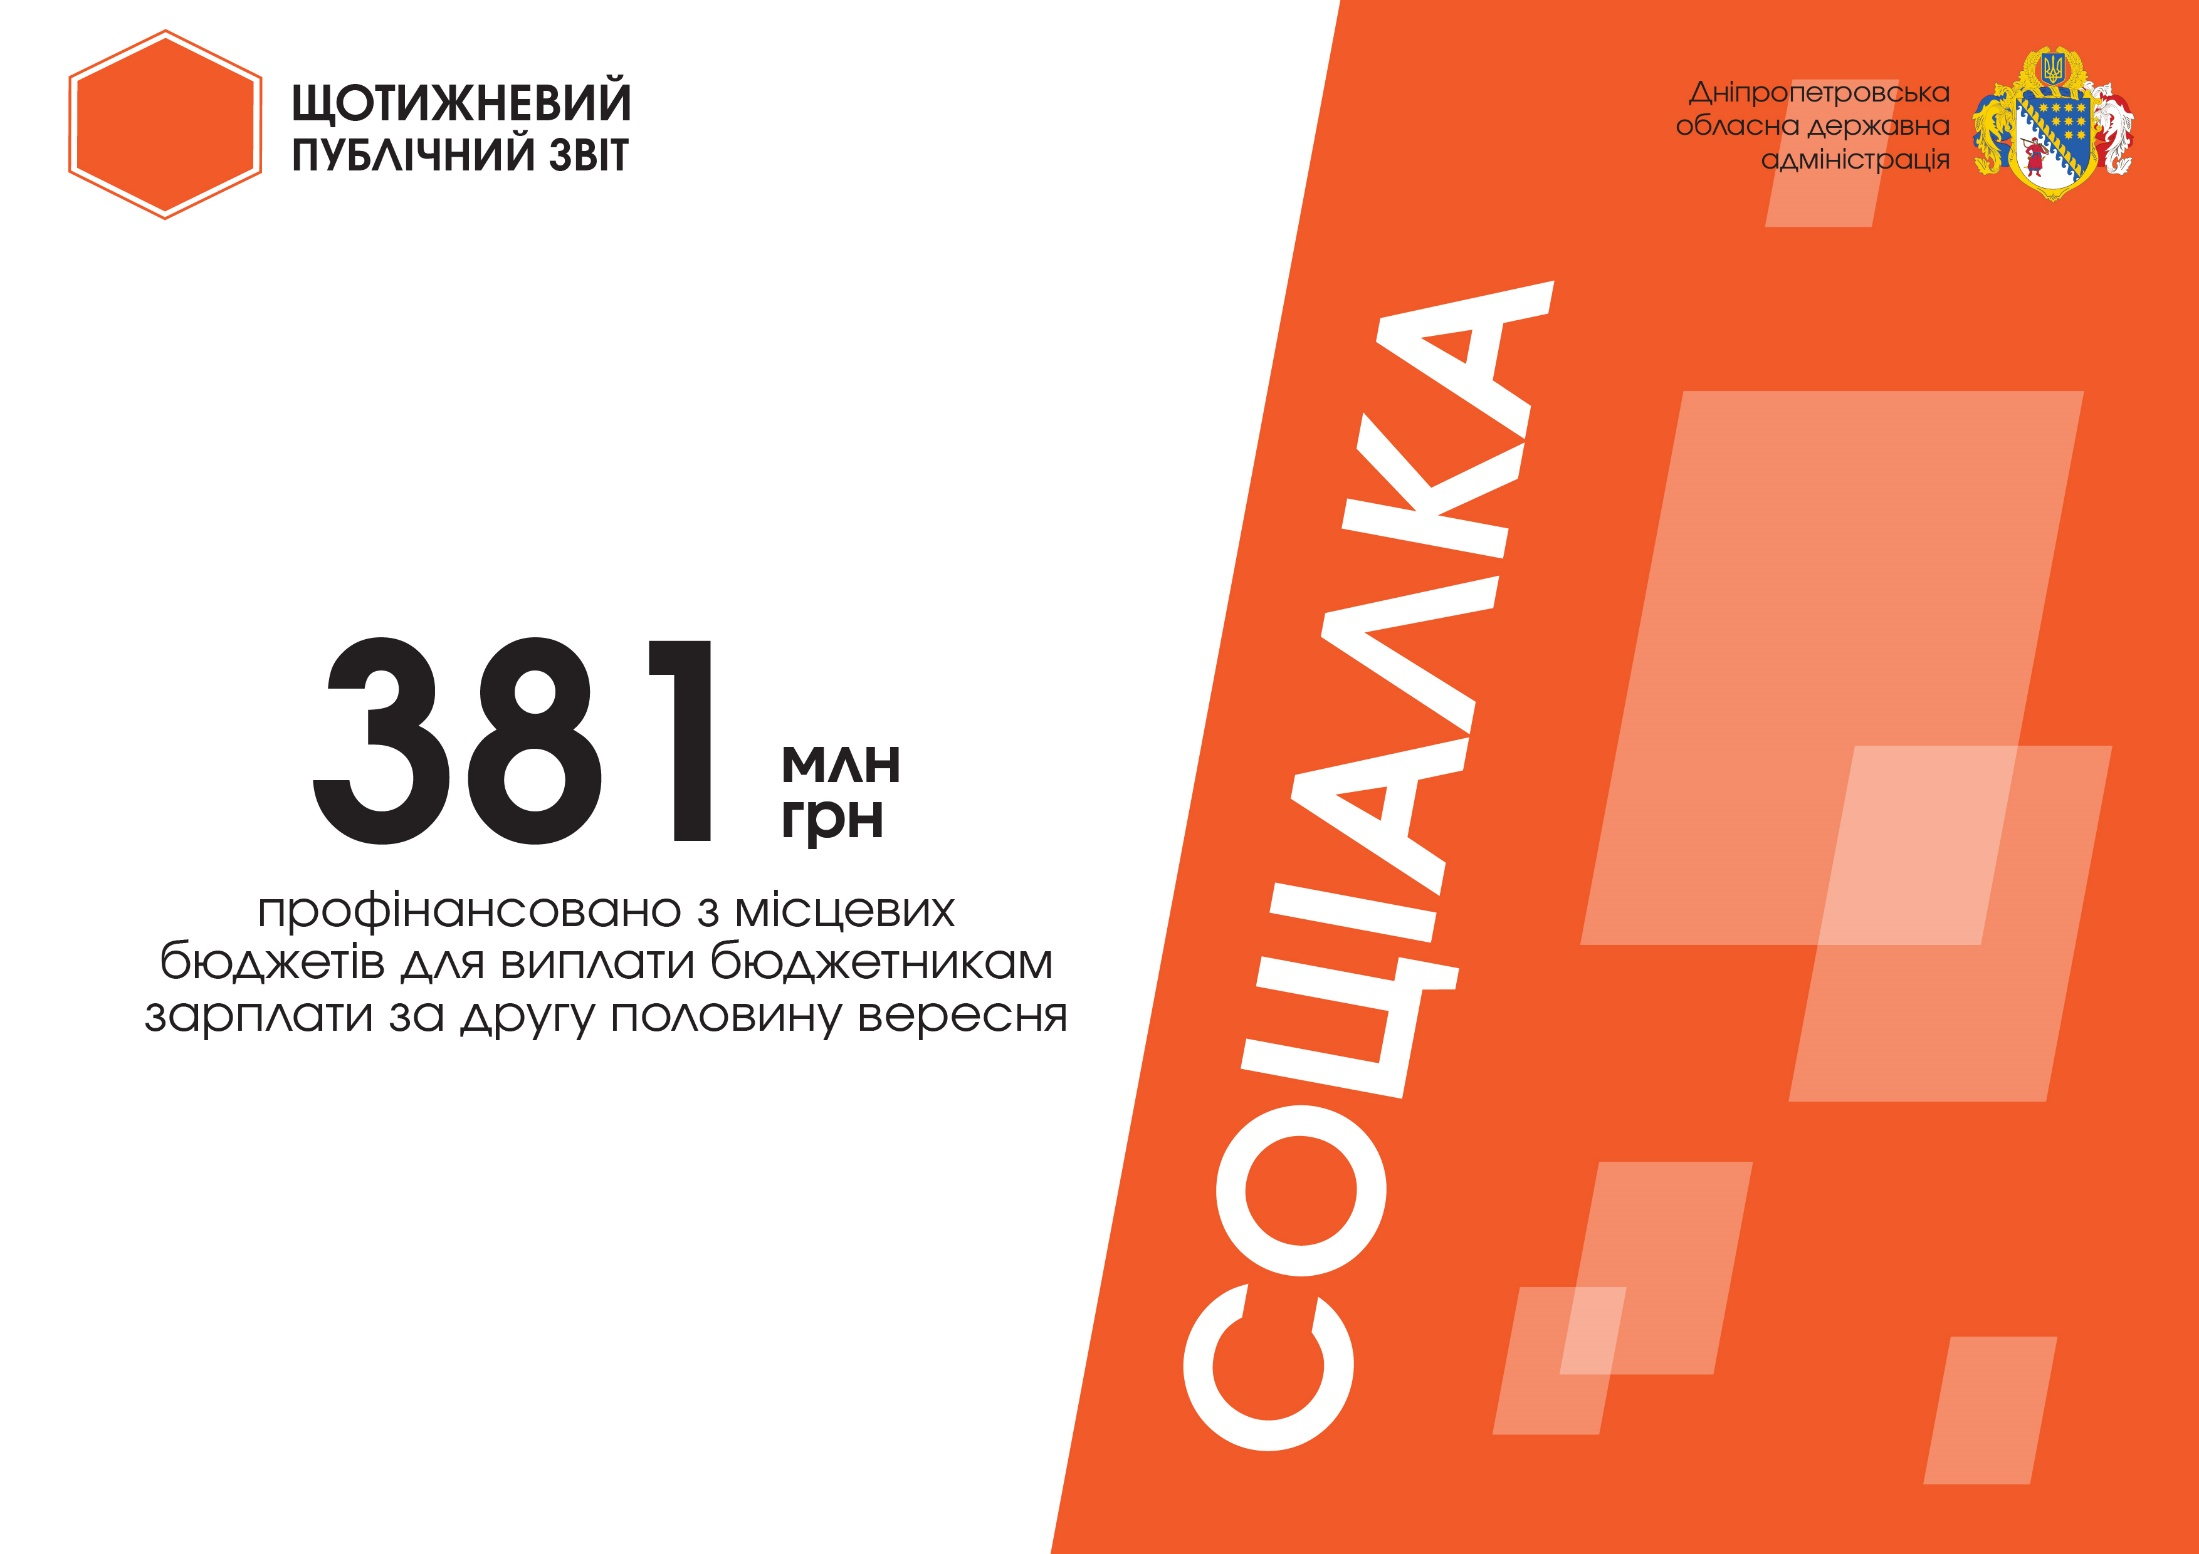 ЩОТИЖНЕВИЙ
ПУБЛІЧНИЙ ЗВІТ
Дніпропетровська
обласна державна
адміністрація
381
млн
грн
профінансовано з місцевих
бюджетів для виплати бюджетникам
зарплати за другу половину вересня
СОЦІАЛКА